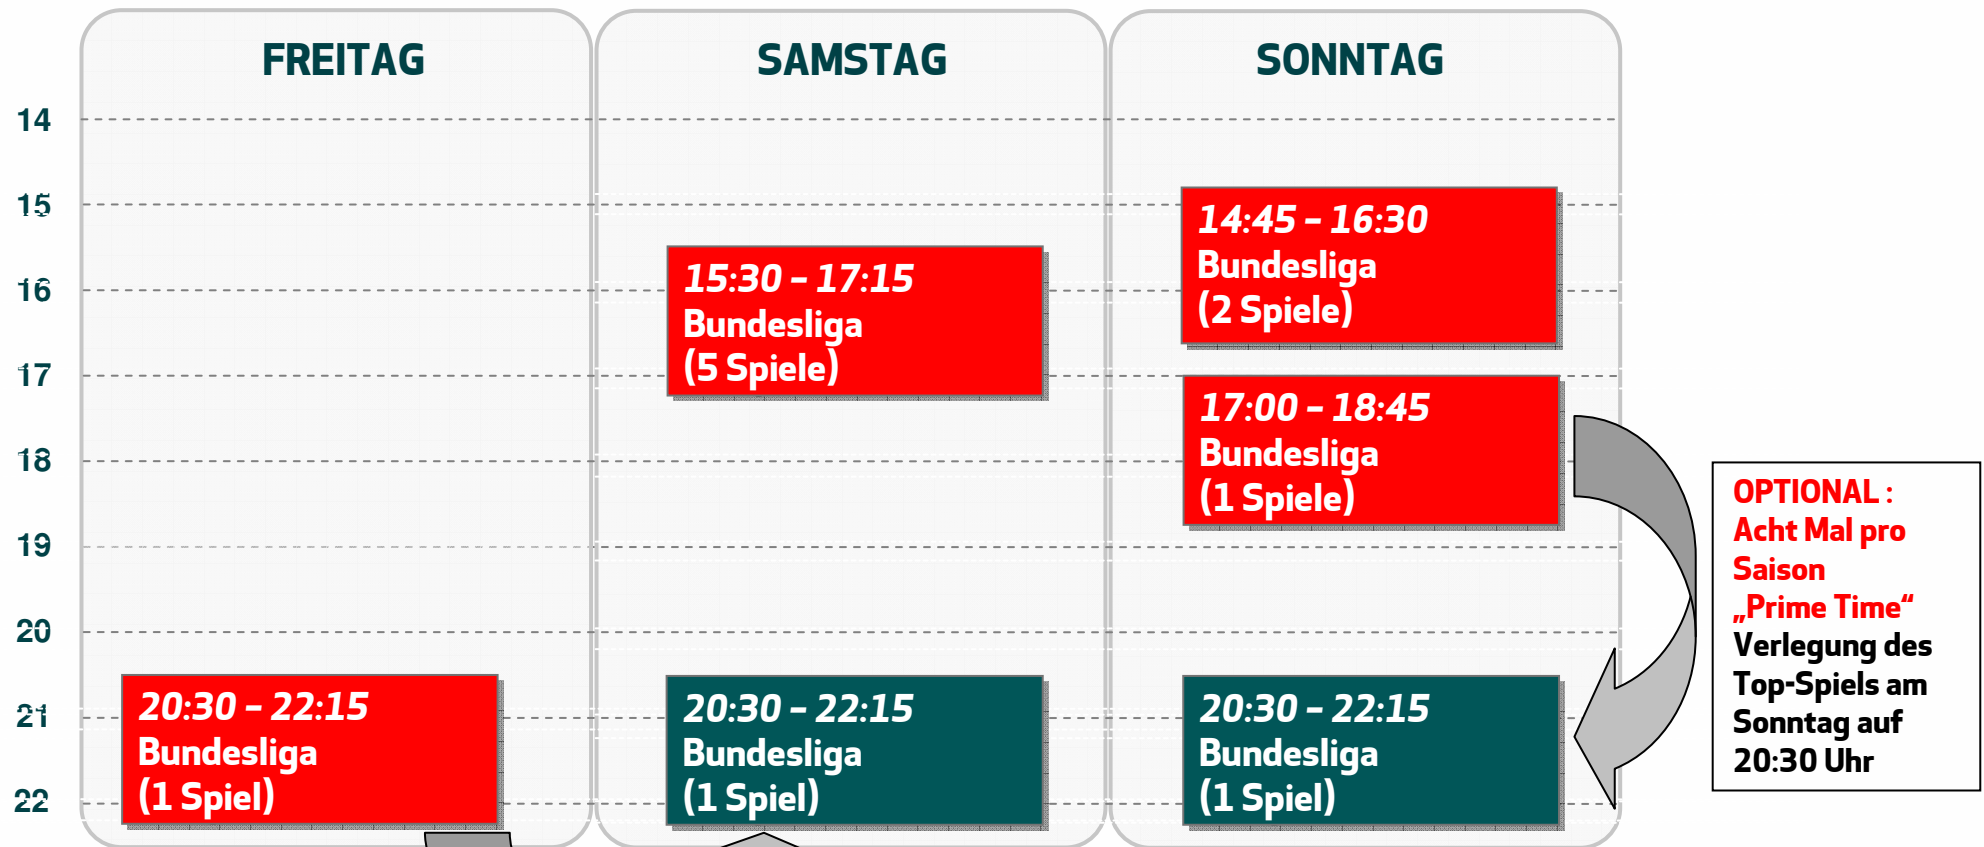 FREITAG
SAMSTAG
SONNTAG
14
15
16
17
18
19
20
21
22
20:30 – 22:15
Bundesliga
(1 Spiel)
15:30 – 17:15
Bundesliga
(5 Spiele)
20:30 – 22:15
Bundesliga
(1 Spiel)
14:45 – 16:30
Bundesliga
(2 Spiele)
17:00 – 18:45
Bundesliga
(1 Spiele)
20:30 – 22:15
Bundesliga
(1 Spiel)
OPTIONAL :
Acht Mal pro
Saison
„Prime Time“
Verlegung des
Top-Spiels am
Sonntag auf
20:30 Uhr